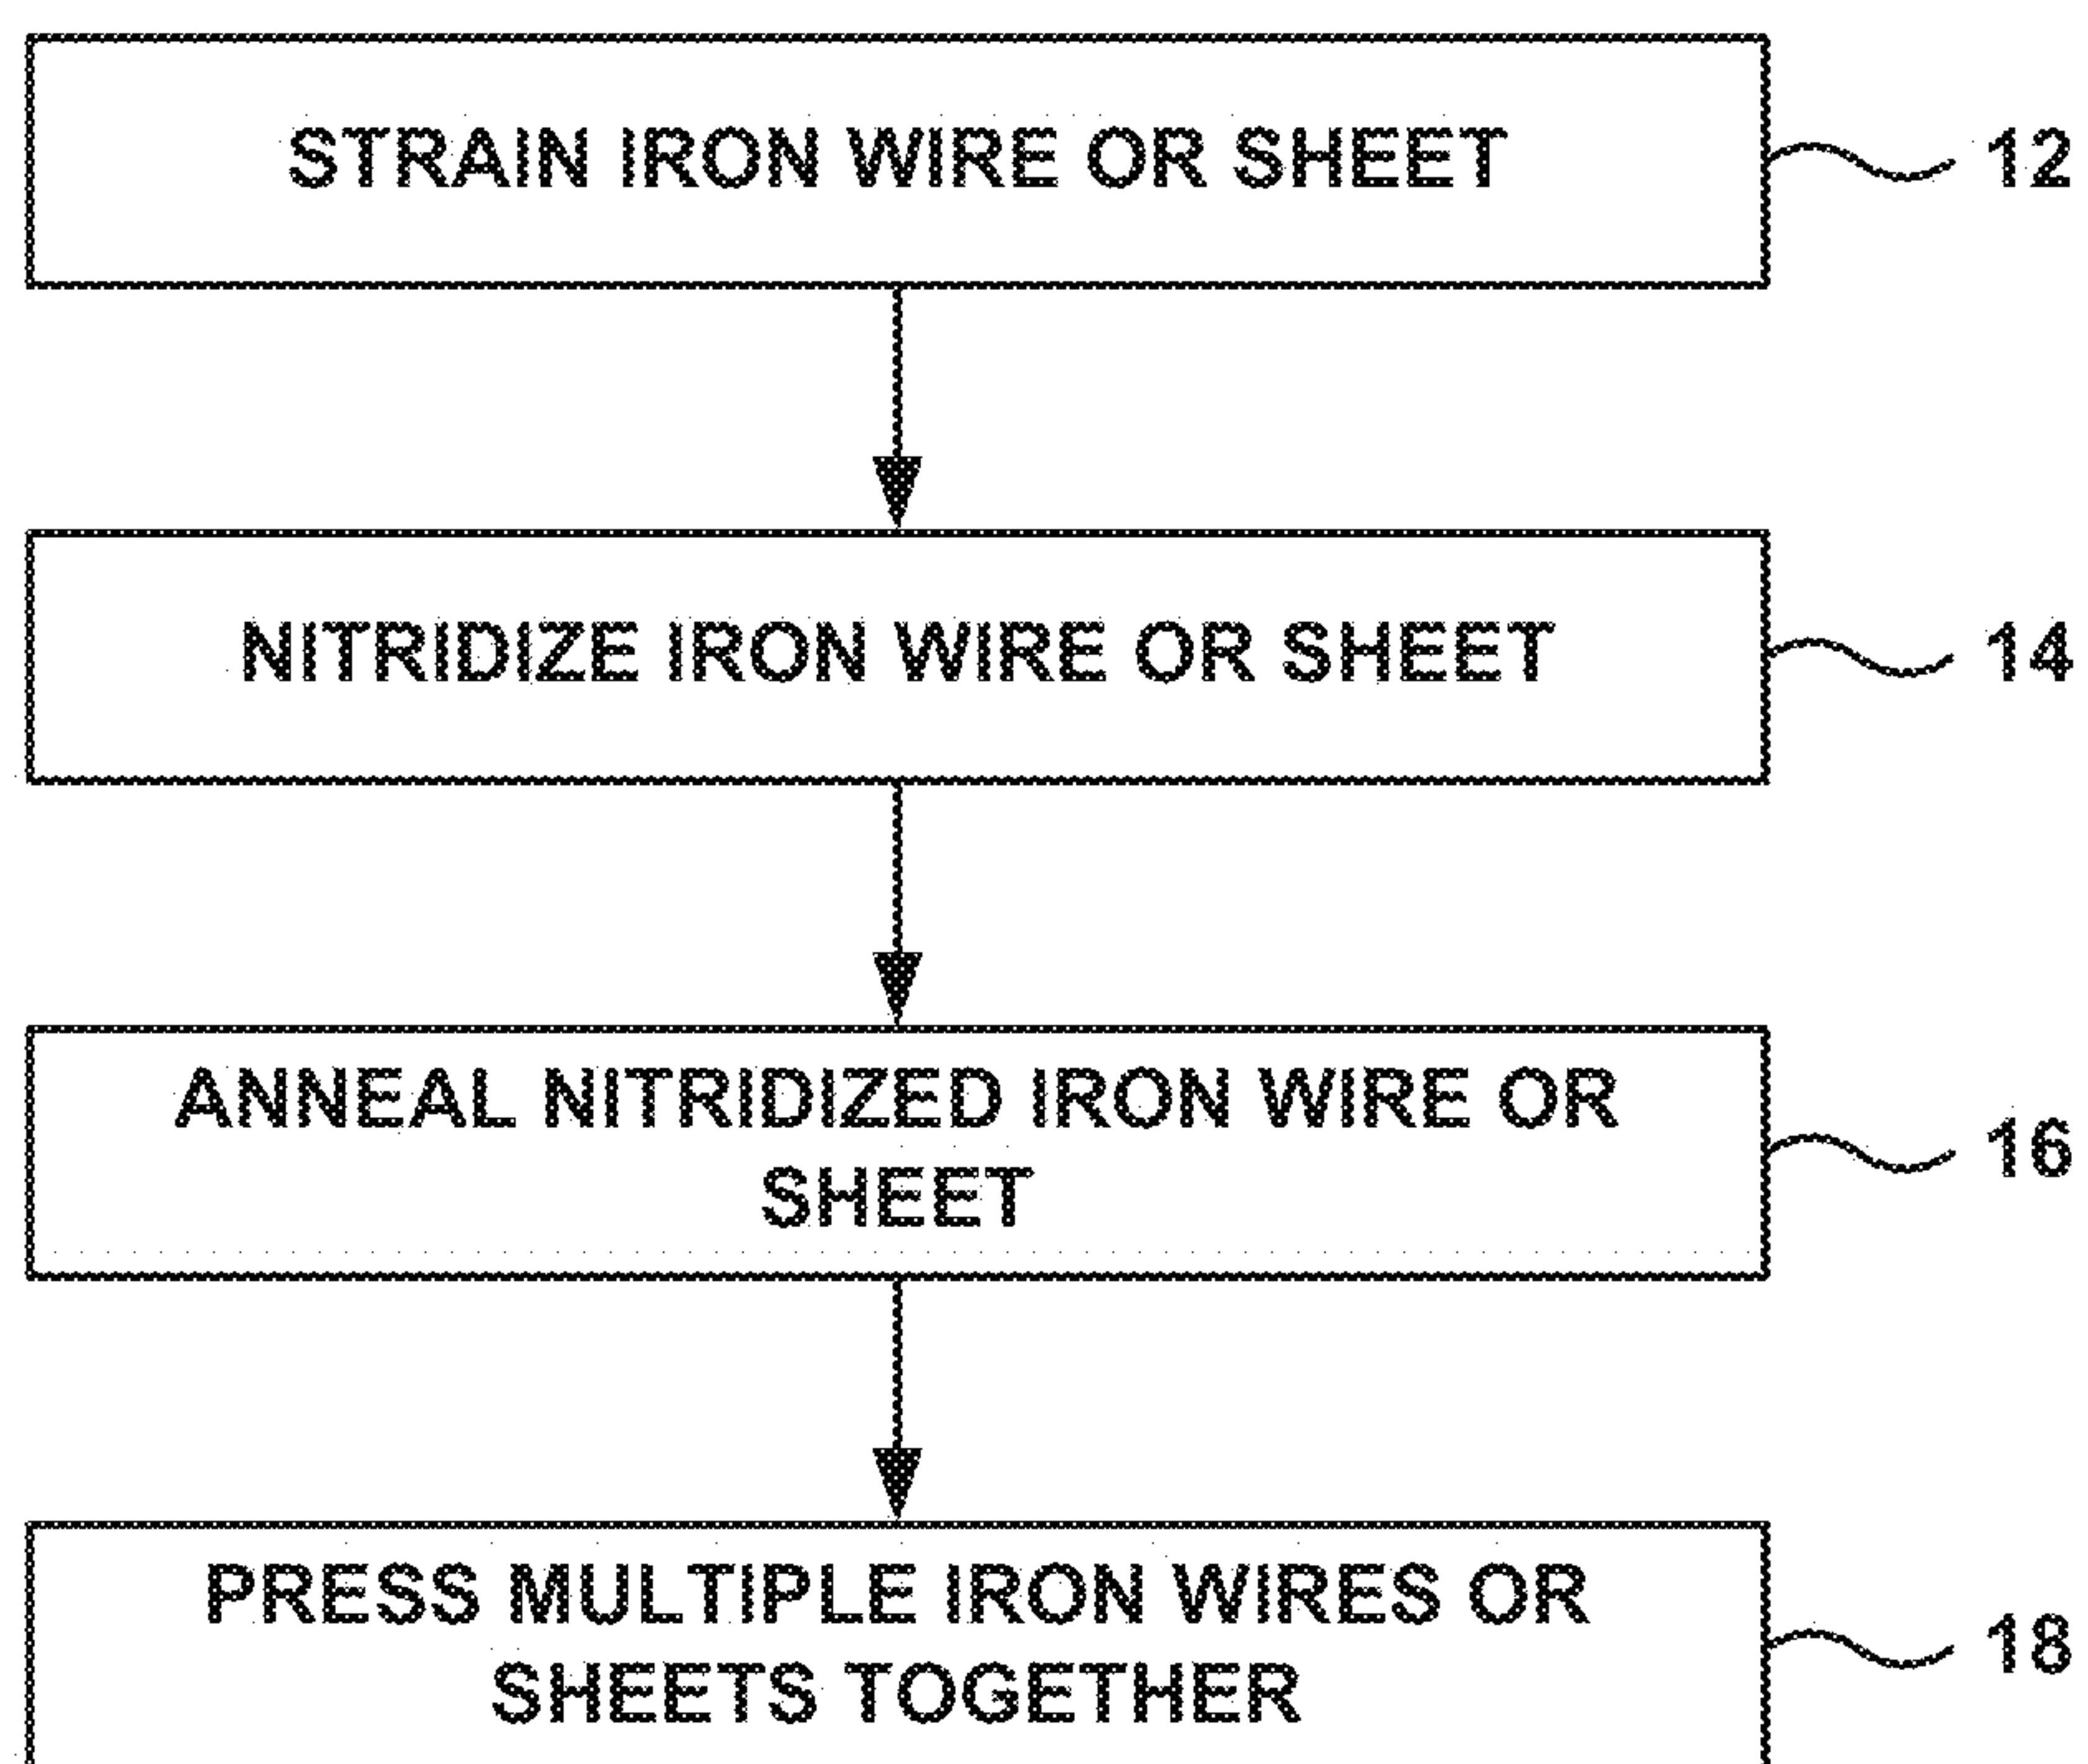 STRAIN IRON WIRE OR SHEET
12
NITRIDIZE IRON WIRE OR SHEET
14
ANNEAL NITRIDIZED IRON WIRE OR
SHEET
16
PRESS MULTIPLE IRON WIRES OR
SHEETS TOGETHER
18